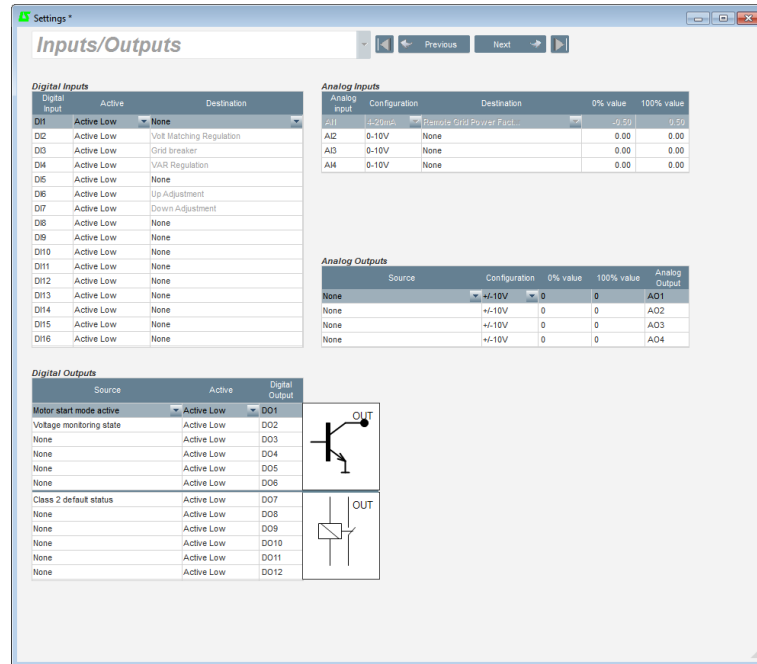 Settings *
Inputs/Outputs
Previous
Next
Digital Inputs
Digital Input Active Destination
DI1 Active Low None
DI2 Active Low Volt Matching Regulation
DI3 Active Low Grid breaker
DI4 Active Low VAR Regulation
DI5 Active Low None
DI6 Active Low Up Adjustment
DI7 Active Low Down Adjustment
DI8 Active Low None
DI9 Active Low None
DI10 Active Low None
DI11 Active Low None
DI12 Active Low None
DI13 Active Low None
DI14 Active Low None
DI15 Active Low None
DI16 Active Low None
Analog Inputs
Analog input Configuration Destination 0% value 100% value
AI1 4-20mA Remote Grid Power Fact... -0.50 0.50
AI2 0-10V None 0.00 0.00
AI3 0-10V None 0.00 0.00
AI4 0-10V None 0.00 0.00
Analog Outputs
Source Configuration 0% value 100% value Analog Output
None +/-10V 0 0 AO1
None +/-10V 0 0 AO2
None +/-10V 0 0 AO3
None +/-10V 0 0 AO4
Digital Outputs
Source Active Digital Output
Motor start mode active Active Low DO1
Voltage monitoring state Active Low DO2
None Active Low DO3
None Active Low DO4
None Active Low DO5
None Active Low DO6
OUT
Class 2 default status Active Low DO7
None Active Low DO8
None Active Low DO9
None Active Low DO10
None Active Low DO11
None Active Low DO12
OUT